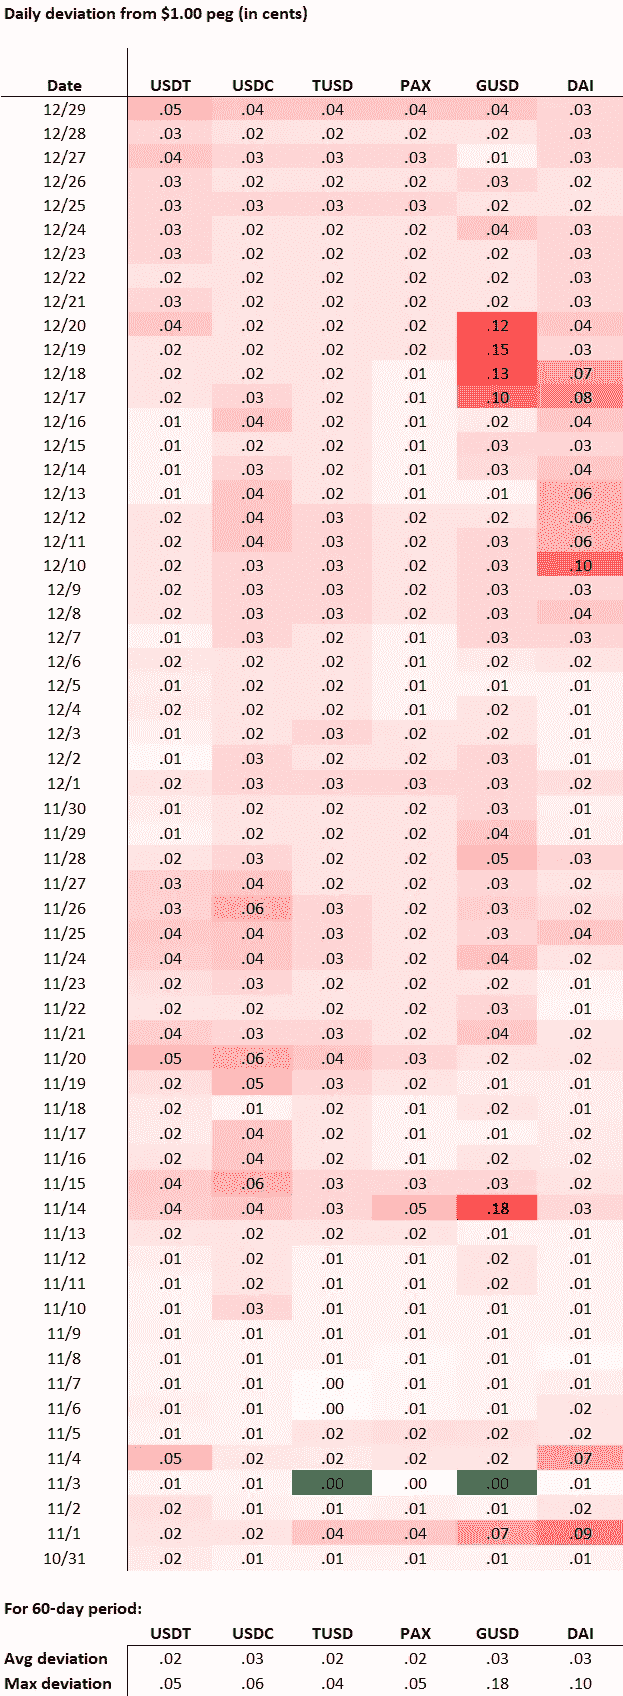 Daily deviation from $1.00 peg (in cents)
Date USDT USDC TUSD PAX GUSD DAI
12/29 .05 .04 .04 .04 .04 .03
12/28 .03 .02 .02 .02 .02 .03
12/27 .04 .03 .03 .03 .01 .03
12/26 .03 .02 .02 .02 .03 .02
12/25 .03 .03 .03 .03 .02 .02
12/24 .03 .02 .02 .02 .04 .03
12/23 .03 .02 .02 .02 .02 .03
12/22 .02 .02 .02 .02 .02 .03
12/21 .03 .02 .02 .02 .02 .03
12/20 .04 .02 .02 .02 .12 .04
12/19 .02 .02 .02 .02 .15 .03
12/18 .02 .02 .02 .01 .13 .07
12/17 .02 .03 .02 .01 .10 .08
12/16 .01 .04 .02 .01 .02 .04
12/15 .01 .02 .02 .01 .03 .03
12/14 .01 .03 .02 .01 .03 .04
12/13 .01 .04 .02 .01 .01 .06
12/12 .02 .04 .03 .02 .02 .06
12/11 .02 .04 .03 .02 .03 .06
12/10 .02 .03 .03 .02 .03 .10
12/9 .02 .03 .03 .02 .03 .03
12/8 .02 .03 .03 .02 .03 .04
12/7 .01 .03 .02 .01 .03 .03
12/6 .02 .02 .02 .01 .02 .02
12/5 .01 .02 .02 .01 .01 .01
12/4 .02 .02 .02 .01 .02 .01
12/3 .01 .02 .03 .02 .02 .01
12/2 .01 .03 .02 .02 .03 .01
12/1 .02 .03 .03 .03 .03 .02
11/30 .01 .02 .02 .02 .03 .01
11/29 .01 .02 .02 .02 .04 .01
11/28 .02 .03 .02 .02 .05 .03
11/27 .03 .04 .02 .02 .03 .02
11/26 .03 .06 .03 .02 .03 .02
11/25 .04 .04 .03 .02 .03 .04
11/24 .04 .04 .03 .02 .04 .02
11/23 .02 .03 .02 .02 .02 .01
11/22 .02 .02 .02 .02 .03 .01
11/21 .04 .03 .03 .02 .04 .02
11/20 .05 .06 .04 .03 .02 .02
11/19 .02 .05 .03 .02 .01 .01
11/18 .02 .01 .02 .01 .02 .01
11/17 .02 .04 .02 .01 .01 .02
11/16 .02 .04 .02 .01 .02 .02
11/15 .04 .06 .03 .03 .03 .02
11/14 .04 .04 .03 .05 .18 .03
11/13 .02 .02 .02 .02 .01 .01
11/12 .01 .02 .01 .01 .02 .01
11/11 .01 .02 .01 .01 .02 .01
11/10 .01 .03 .01 .01 .01 .01
11/9 .01 .01 .01 .01 .01 .01
11/8 .01 .01 .01 .01 .01 .01
11/7 .01 .01 .00 .01 .01 .01
11/6 .01 .01 .00 .01 .01 .02
11/5 .01 .01 .02 .02 .02 .02
11/4 .05 .02 .02 .02 .02 .07
11/3 .01 .01 .00 .00 .00 .01
11/2 .02 .01 .01 .01 .01 .02
11/1 .02 .02 .04 .04 .07 .09
10/31 .02 .01 .01 .01 .01 .01
For 60-day period:
USDT USDC TUSD PAX GUSD DAI
Avg deviation .02 .03 .02 .02 .03 .03
Max deviation .05 .06 .04 .05 .18 .10